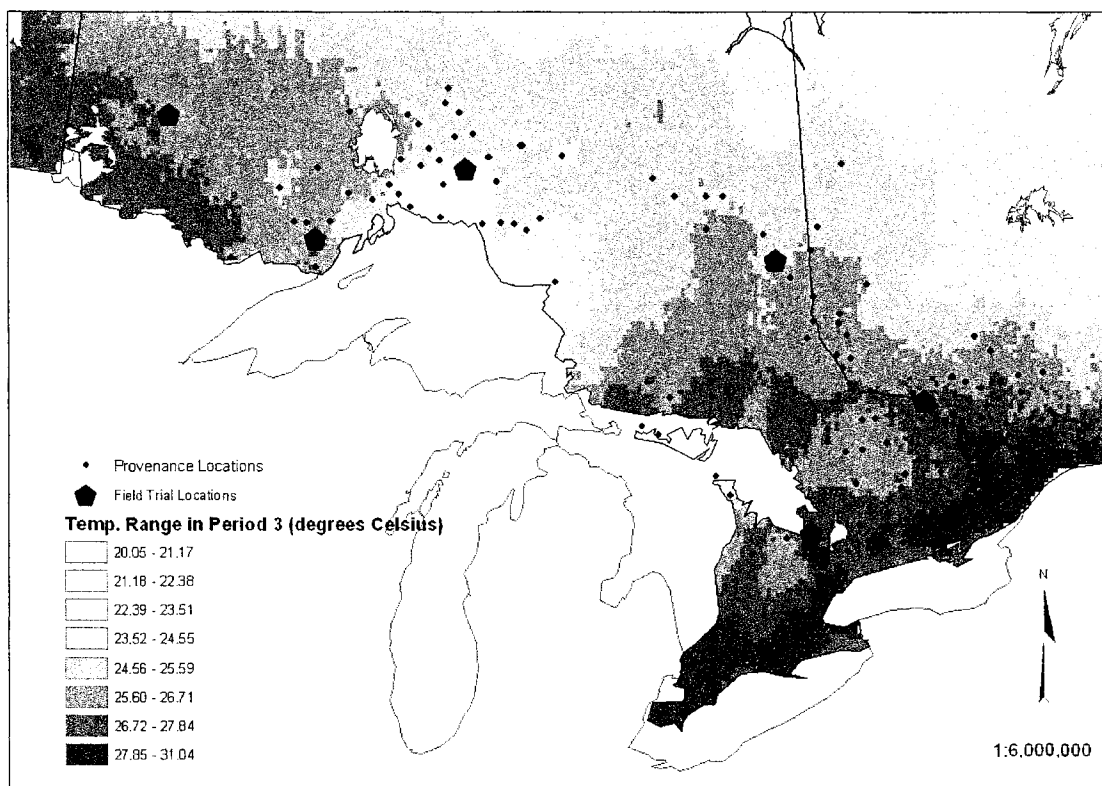 Provenance Locations
Field Trial Locations
Temp. Range in Period 3 (degrees Celsius)
20.05 - 21.17
21.18 - 22.38
22.39 - 23.51
23.52 - 24.55
24.56 - 25.59
25.60 - 26.71
26.72 - 27.84
27.85 - 31.04
N
1:6,000,000